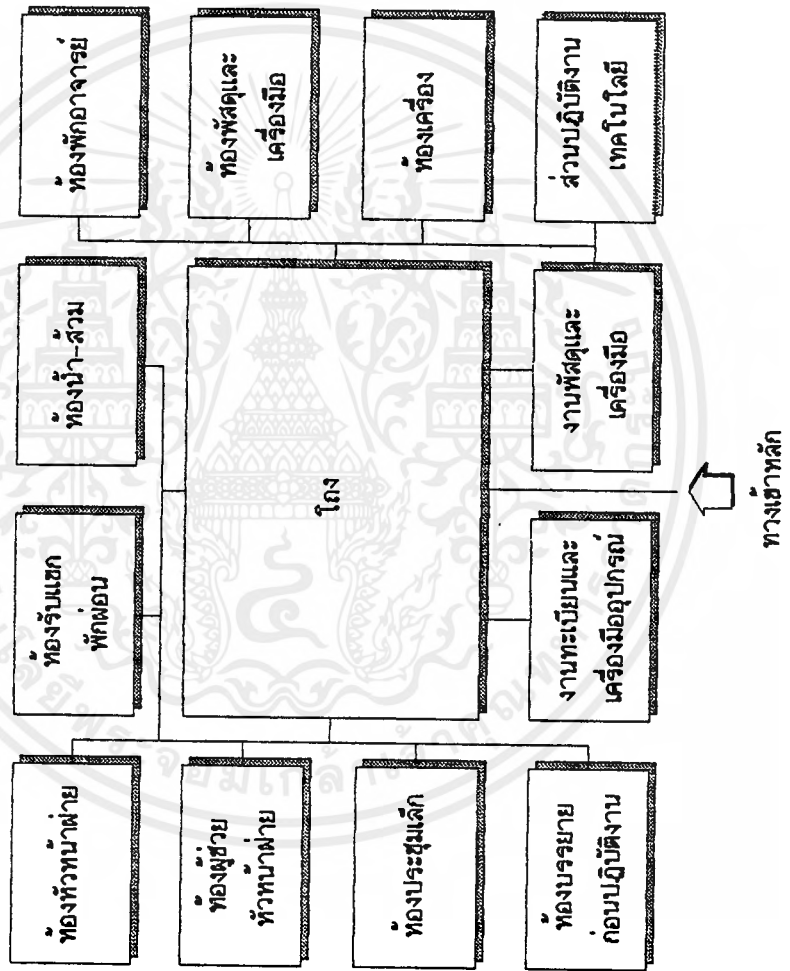 ห้องหัวหน้าฝ่าย
ห้องรับแขก
พักผ่อน
ห้องน้ำ-ส้วม
ห้องพักอาจารย์
ห้องผู้ช่วย
หัวหน้าฝ่าย
ห้องพัสดุและ
เครื่องมือ
โถง
ห้องประชุมเล็ก
ห้องเครื่อง
ห้องบรรยาย
ก่อนปฏิบัติงาน
งานทะเบียนและ
เครื่องมืออุปกรณ์
งานพัสดุและ
เครื่องมือ
ส่วนปฏิบัติงาน
เทคโนโลยี
ทางเข้าหลัก